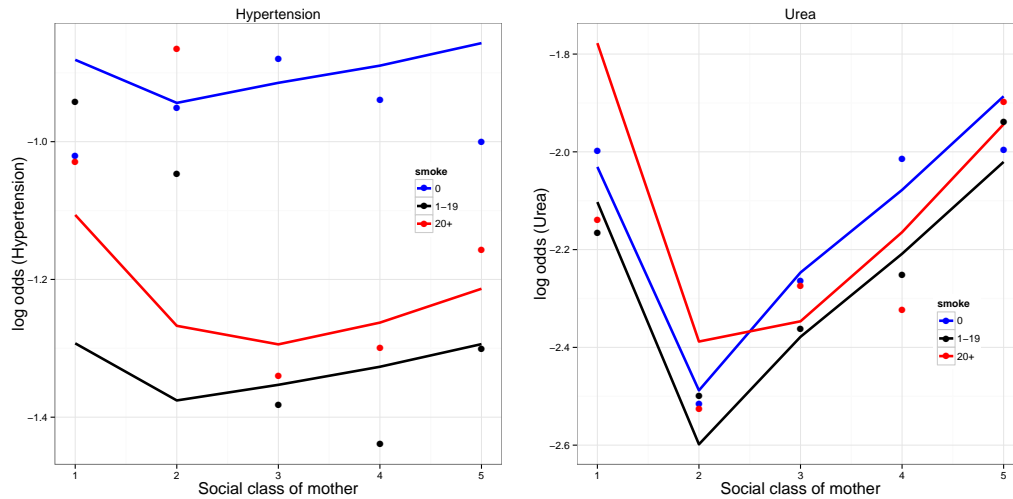 Hypertension
log odds (Hypertension)
−1.0
−1.2
−1.4
smoke
0
1−19
20+
1 2 3 4 5
Social class of mother
Urea
log odds (Urea)
−1.8
−2.0
−2.2
−2.4
−2.6
smoke
0
1−19
20+
1 2 3 4 5
Social class of mother